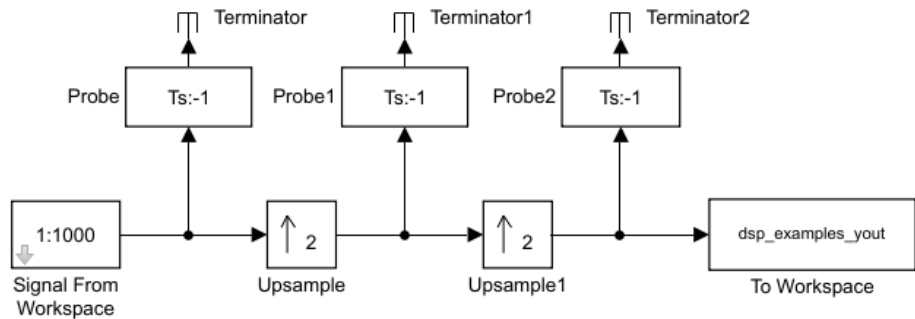 Terminator
Terminator1
Terminator2
Probe
Ts:-1
Probe1
Ts:-1
Probe2
Ts:-1
1:1000
2
2
dsp_examples_yout
Signal From
Workspace
Upsample
Upsample1
To Workspace